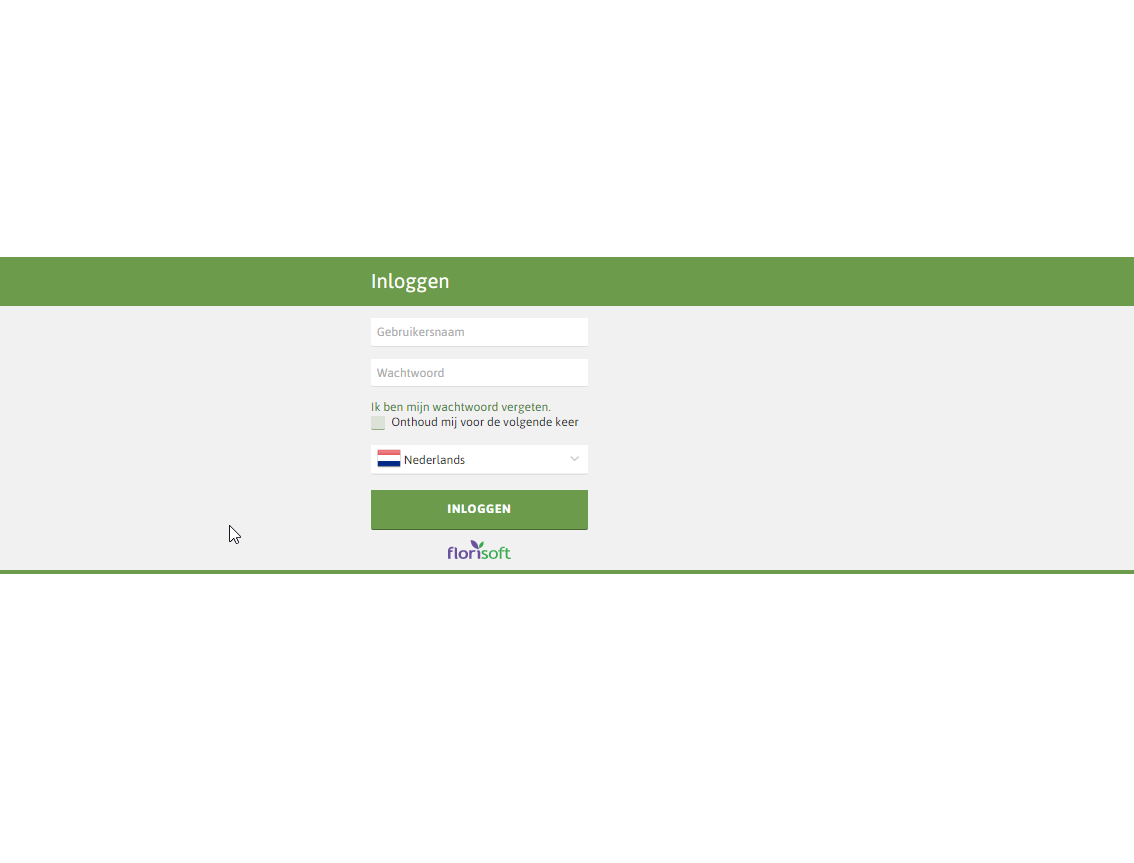 Inloggen
Gebruikersnaam
Wachtwoord
Ik ben mijn wachtwoord vergeten.
Onthoud mij voor de volgende keer
Nederlands
INLOGGEN
florisoft